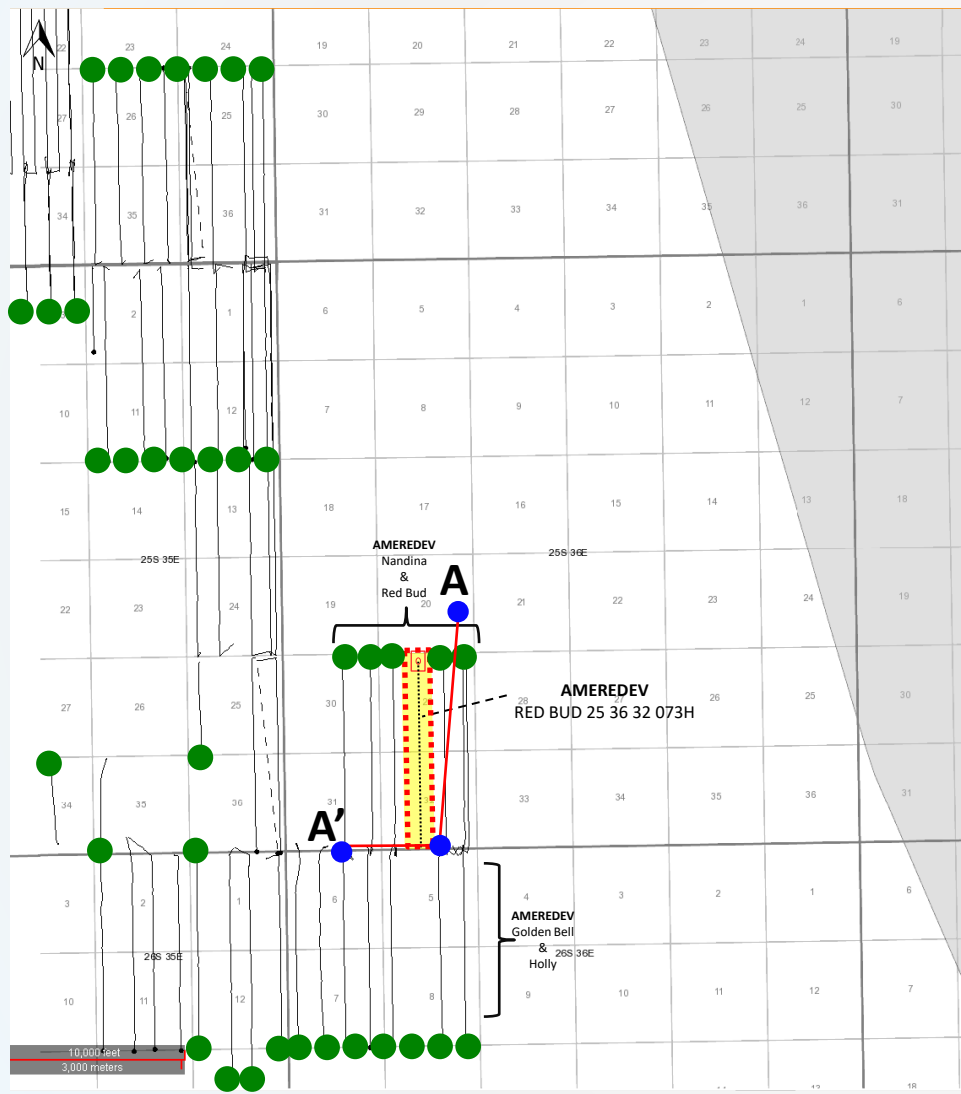 22 23 24 19 20 21 22 23 24 19
N
27 26 25 30 29 28 27 26 25 30
34 35 36 31 32 33 34 35 36 31
2 1 6 5 4 3 2 1 6
10 11 12 7 8 9 10 11 12 7
15 14 13 18 17 16 15 14 13 18
AMEREDEV
Nandina
&
Red Bud
25S 35E
25S 36E
A
22 23 24 19 20 21 22 23 24 19
27 26 25 30 28 27 26 25 30
AMEREDEV
RED BUD 25 36 32 073H
34 35 36 31 33 34 35 36 31
A’
3 2 1 6 5 4 3 2 1 6
AMEREDEV
Golden Bell
&
Holly
26S 35E
26S 36E
10 11 12 7 8 9 10 11 12 7
10,000 feet
3,000 meters
18